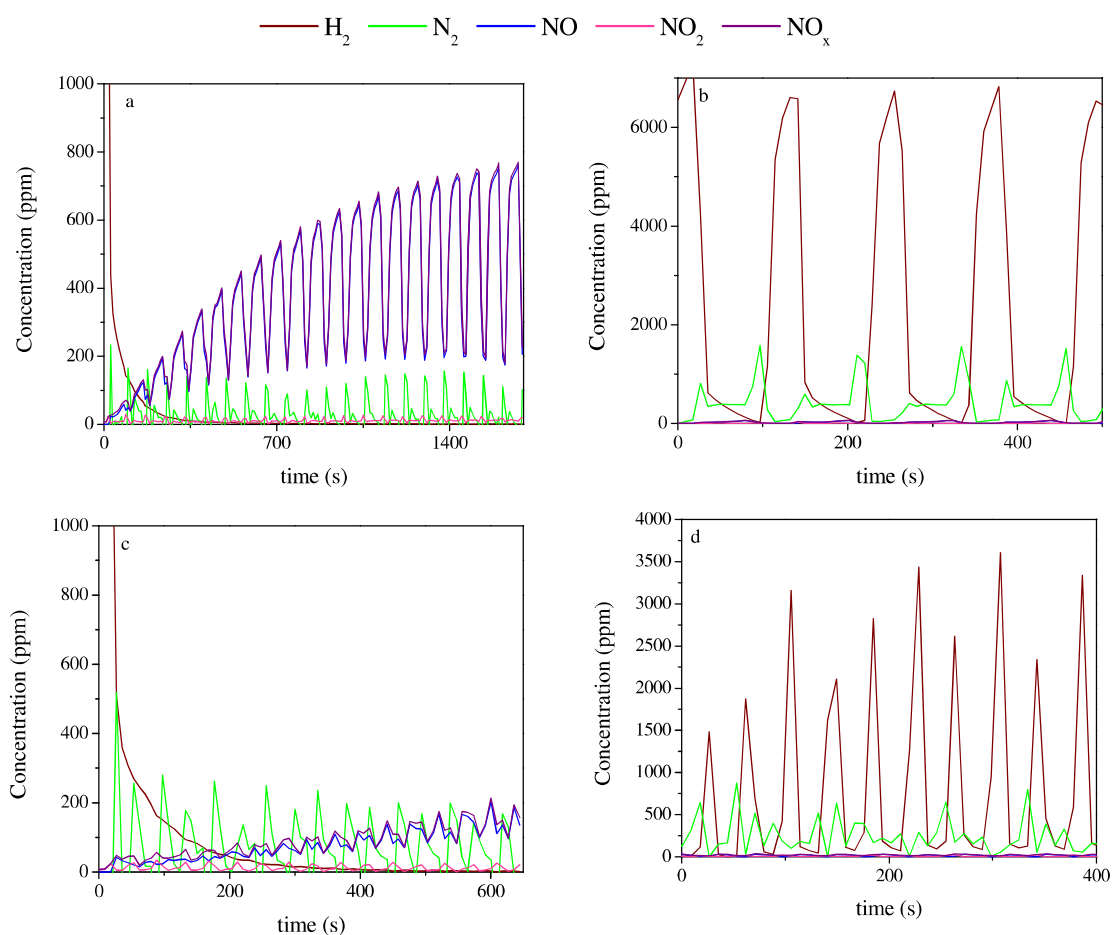 H2 N2 NO NO2 NOx
a
1000
800
600
400
200
0
Concentration (ppm)
0 700 1400
time (s)
b
6000
4000
2000
0
Concentration (ppm)
0 200 400
time (s)
c
1000
800
600
400
200
0
Concentration (ppm)
0 200 400 600
time (s)
d
4000
3500
3000
2500
2000
1500
1000
500
0
Concentration (ppm)
0 200 400
time (s)